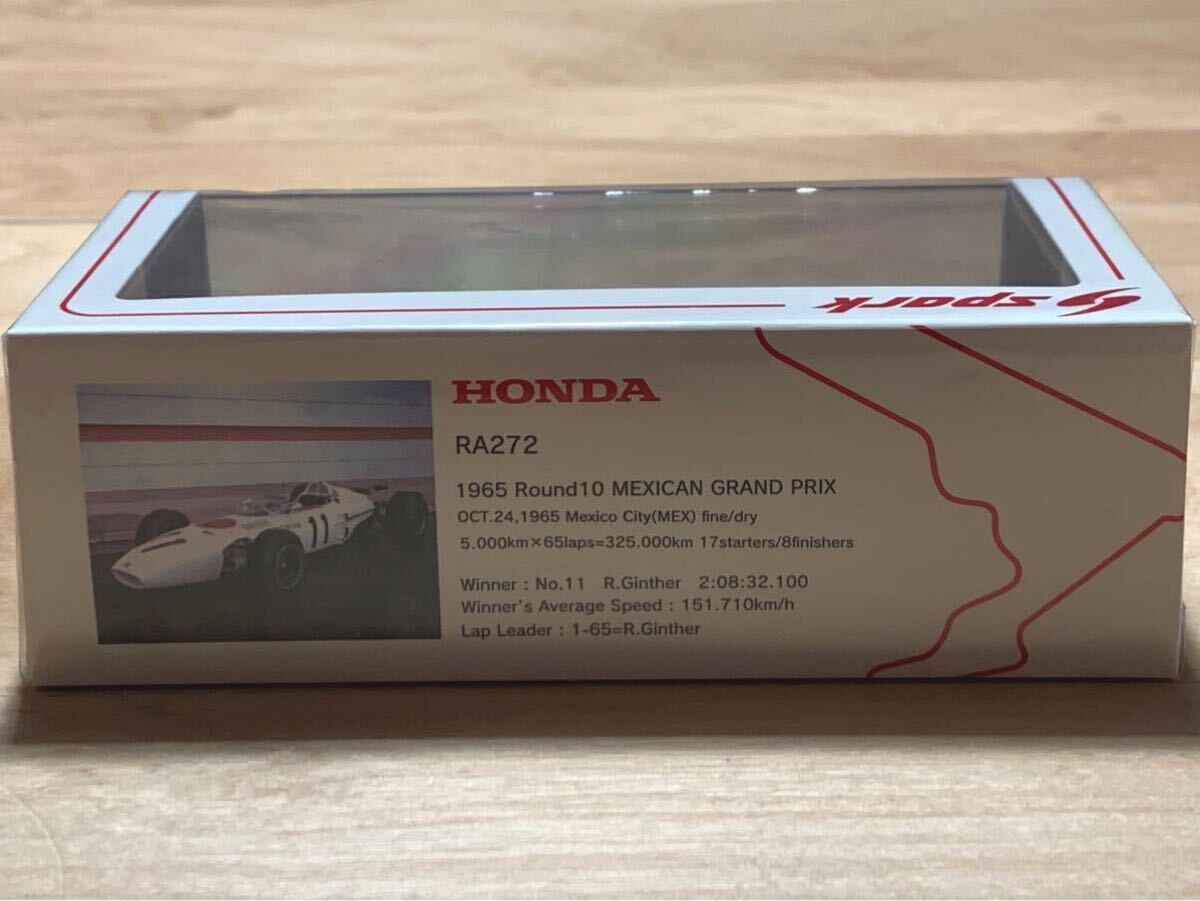 spark
HONDA
RA272
1965 Round10 MEXICAN GRAND PRIX
OCT.24,1965 Mexico City(MEX) fine/dry
5.000km×65laps=325.000km 17starters/8finishers
Winner : No.11 R.Ginther 2:08:32.100
Winner's Average Speed : 151.710km/h
Lap Leader : 1-65=R.Ginther
11